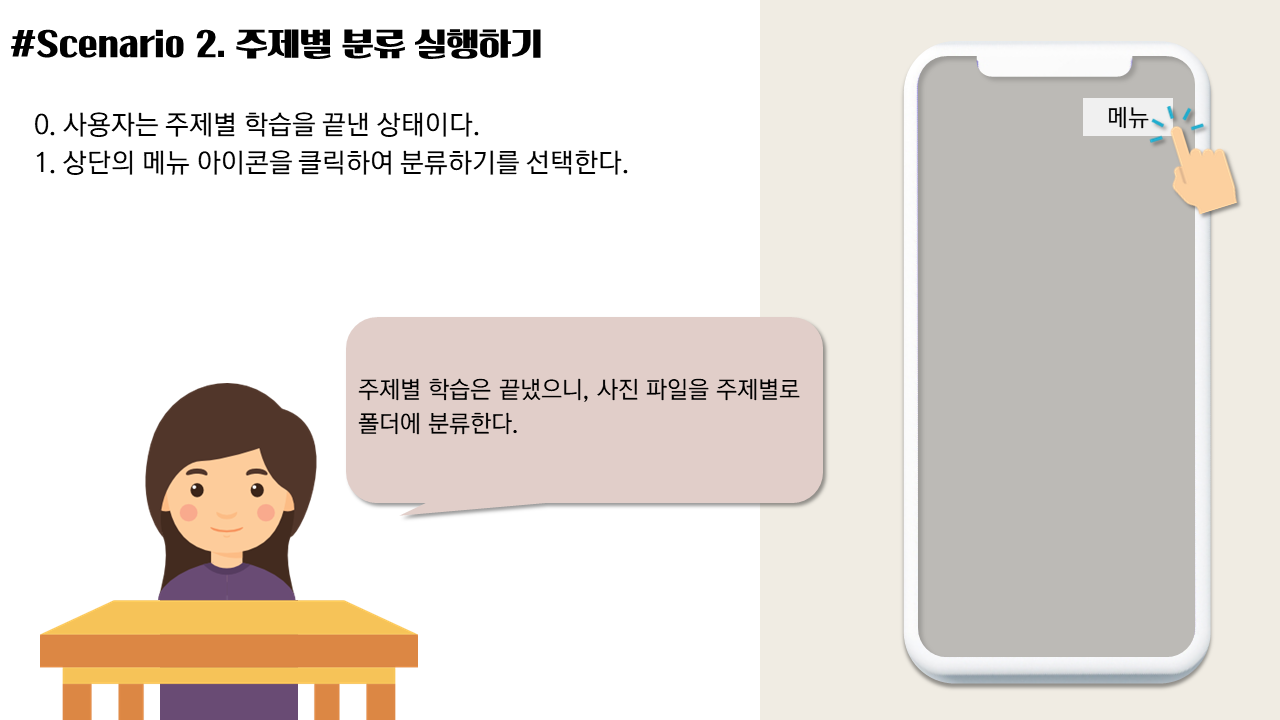 #Scenario 2. 주제별 분류 실행하기
0. 사용자는 주제별 학습을 끝낸 상태이다.
1. 상단의 메뉴 아이콘을 클릭하여 분류하기를 선택한다.
메뉴
주제별 학습은 끝냈으니, 사진 파일을 주제별로
폴더에 분류한다.